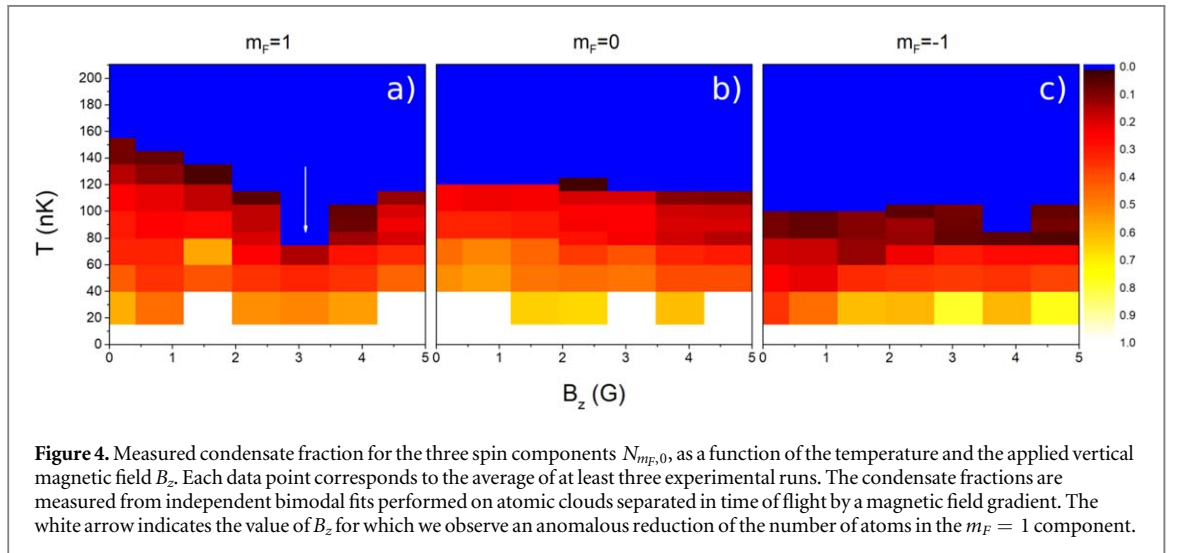 m_F=1 m_F=0 m_F=-1
a) b) c)
T (nK)
200
180
160
140
120
100
80
60
40
20
0
0 1 2 3 4 5 0 1 2 3 4 5 0 1 2 3 4 5
0.0
0.1
0.2
0.3
0.4
0.5
0.6
0.7
0.8
0.9
1.0
B_z (G)
Figure 4. Measured condensate fraction for the three spin components N_{m_F,0}, as a function of the temperature and the applied vertical
magnetic field B_z. Each data point corresponds to the average of at least three experimental runs. The condensate fractions are
measured from independent bimodal fits performed on atomic clouds separated in time of flight by a magnetic field gradient. The
white arrow indicates the value of B_z for which we observe an anomalous reduction of the number of atoms in the m_F = 1 component.